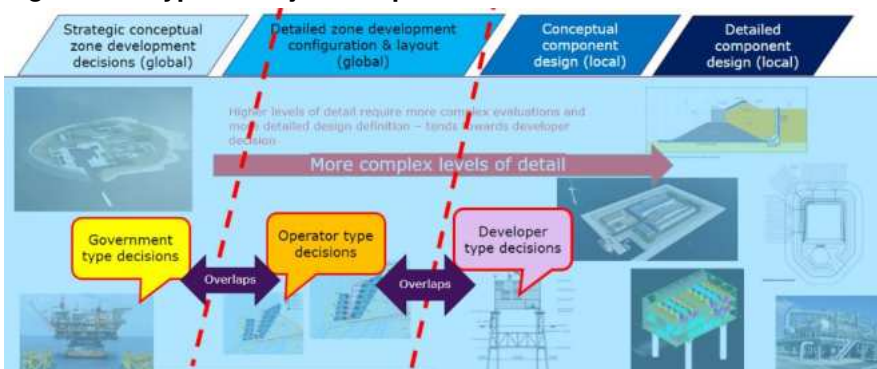 Strategic conceptual
zone development
decisions (global)
Detailed zone development
configuration & layout
(global)
Conceptual
component
design (local)
Detailed
component
design (local)
Higher levels of detail require more complex evaluations and
more detailed design definition – tends towards developer
decision
More complex levels of detail
Government
type decisions
Overlaps
Operator type
decisions
Overlaps
Developer
type decisions